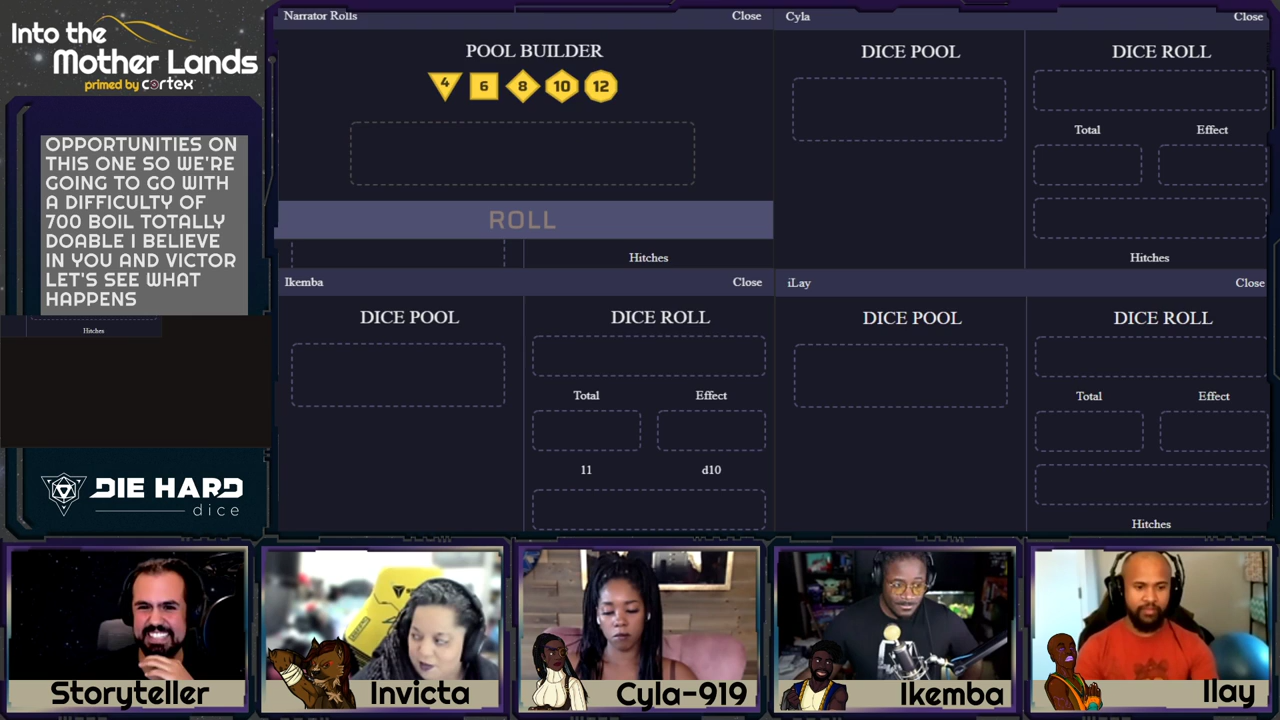 Into the
Mother Lands
primed by cortex
OPPORTUNITIES ON
THIS ONE SO WE'RE
GOING TO GO WITH
A DIFFICULTY OF
700 BOIL TOTALLY
DOABLE I BELIEVE
IN YOU AND VICTOR
LET'S SEE WHAT
HAPPENS
Hitches
DIE HARD
dice
Narrator Rolls
Close
POOL BUILDER
4 6 8 10 12
ROLL
Hitches
Cyla
Close
DICE POOL
DICE ROLL
Total
Effect
Hitches
Ikemba
Close
DICE POOL
DICE ROLL
Total
Effect
11
d10
iLay
Close
DICE POOL
DICE ROLL
Total
Effect
Hitches
Storyteller
Invicta
Cyla-919
Ikemba
Ilay